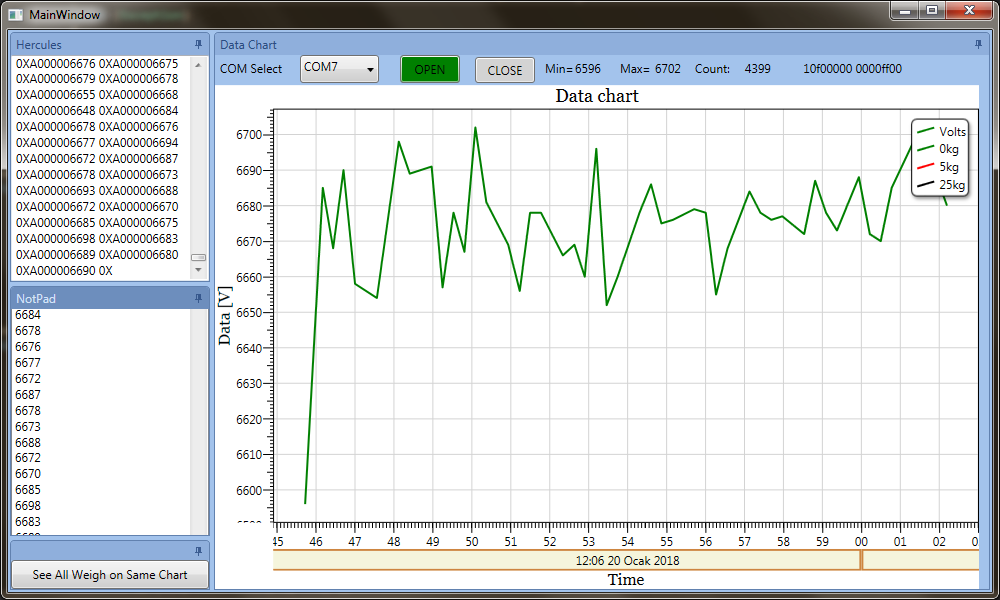 MainWindow
Hercules
0XA000006676 0XA000006675
0XA000006679 0XA000006678
0XA000006655 0XA000006668
0XA000006648 0XA000006684
0XA000006678 0XA000006676
0XA000006677 0XA000006694
0XA000006672 0XA000006687
0XA000006678 0XA000006673
0XA000006693 0XA000006688
0XA000006672 0XA000006670
0XA000006685 0XA000006675
0XA000006698 0XA000006683
0XA000006689 0XA000006680
0XA000006690 0X
NotPad
6684
6678
6676
6677
6672
6687
6678
6673
6688
6672
6670
6685
6698
6683
See All Weigh on Same Chart
Data Chart
COM Select COM7 OPEN CLOSE Min= 6596 Max= 6702 Count: 4399 10f00000 0000ff00
Data chart
Volts
0kg
5kg
25kg
Data [V]
6700
6690
6680
6670
6660
6650
6640
6630
6620
6610
6600
45 46 47 48 49 50 51 52 53 54 55 56 57 58 59 00 01 02
12:06 20 Ocak 2018
Time